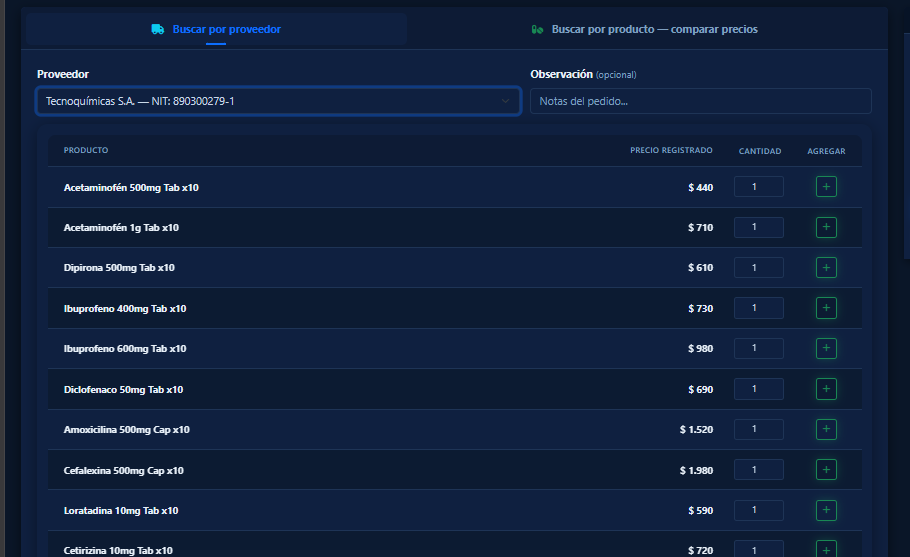 Buscar por proveedor
Buscar por producto — comparar precios
Proveedor
Observación (opcional)
Tecnoquímicas S.A. — NIT: 890300279-1
Notas del pedido...
PRODUCTO PRECIO REGISTRADO CANTIDAD AGREGAR
Acetaminofén 500mg Tab x10 $ 440 1 +
Acetaminofén 1g Tab x10 $ 710 1 +
Dipirona 500mg Tab x10 $ 610 1 +
Ibuprofeno 400mg Tab x10 $ 730 1 +
Ibuprofeno 600mg Tab x10 $ 980 1 +
Diclofenaco 50mg Tab x10 $ 690 1 +
Amoxicilina 500mg Cap x10 $ 1.520 1 +
Cefalexina 500mg Cap x10 $ 1.980 1 +
Loratadina 10mg Tab x10 $ 590 1 +
Cetirizina 10mg Tab x10 $ 720 1 +